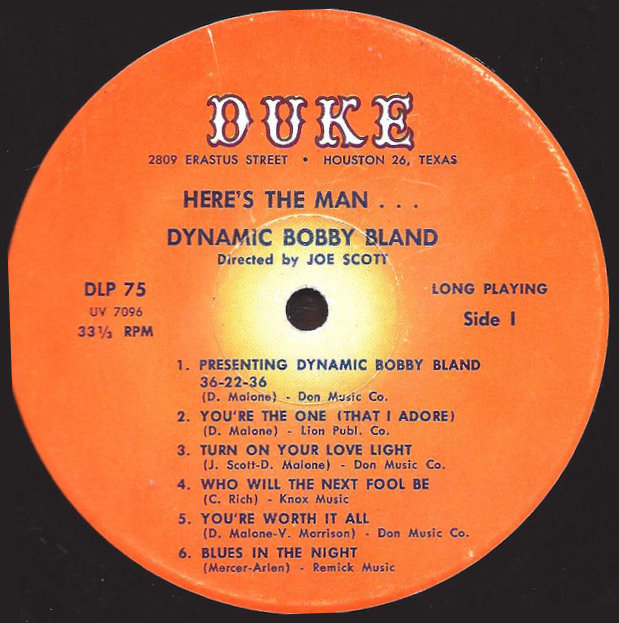 DUKE
2809 ERASTUS STREET • HOUSTON 26, TEXAS
HERE'S THE MAN . . .
DYNAMIC BOBBY BLAND
Directed by JOE SCOTT
DLP 75
UV 7096
33⅓ RPM
LONG PLAYING
Side I
1. PRESENTING DYNAMIC BOBBY BLAND
36-22-36
(D. Malone) - Don Music Co.
2. YOU'RE THE ONE (THAT I ADORE)
(D. Malone) - Lion Publ. Co.
3. TURN ON YOUR LOVE LIGHT
(J. Scott-D. Malone) - Don Music Co.
4. WHO WILL THE NEXT FOOL BE
(C. Rich) - Knox Music
5. YOU'RE WORTH IT ALL
(D. Malone-V. Morrison) - Don Music Co.
6. BLUES IN THE NIGHT
(Mercer-Arlen) - Remick Music